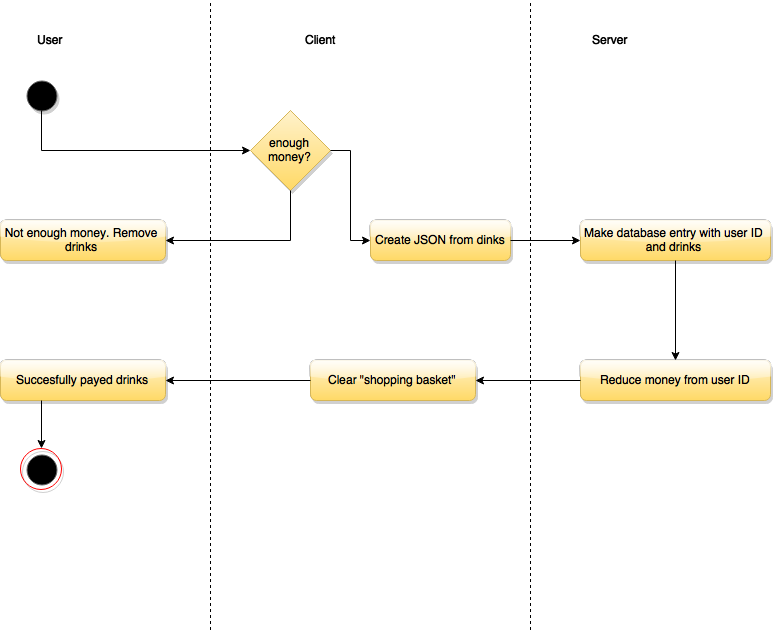 User
Client
Server
enough
money?
Not enough money. Remove
drinks
Create JSON from dinks
Make database entry with user ID
and drinks
Succesfully payed drinks
Clear "shopping basket"
Reduce money from user ID